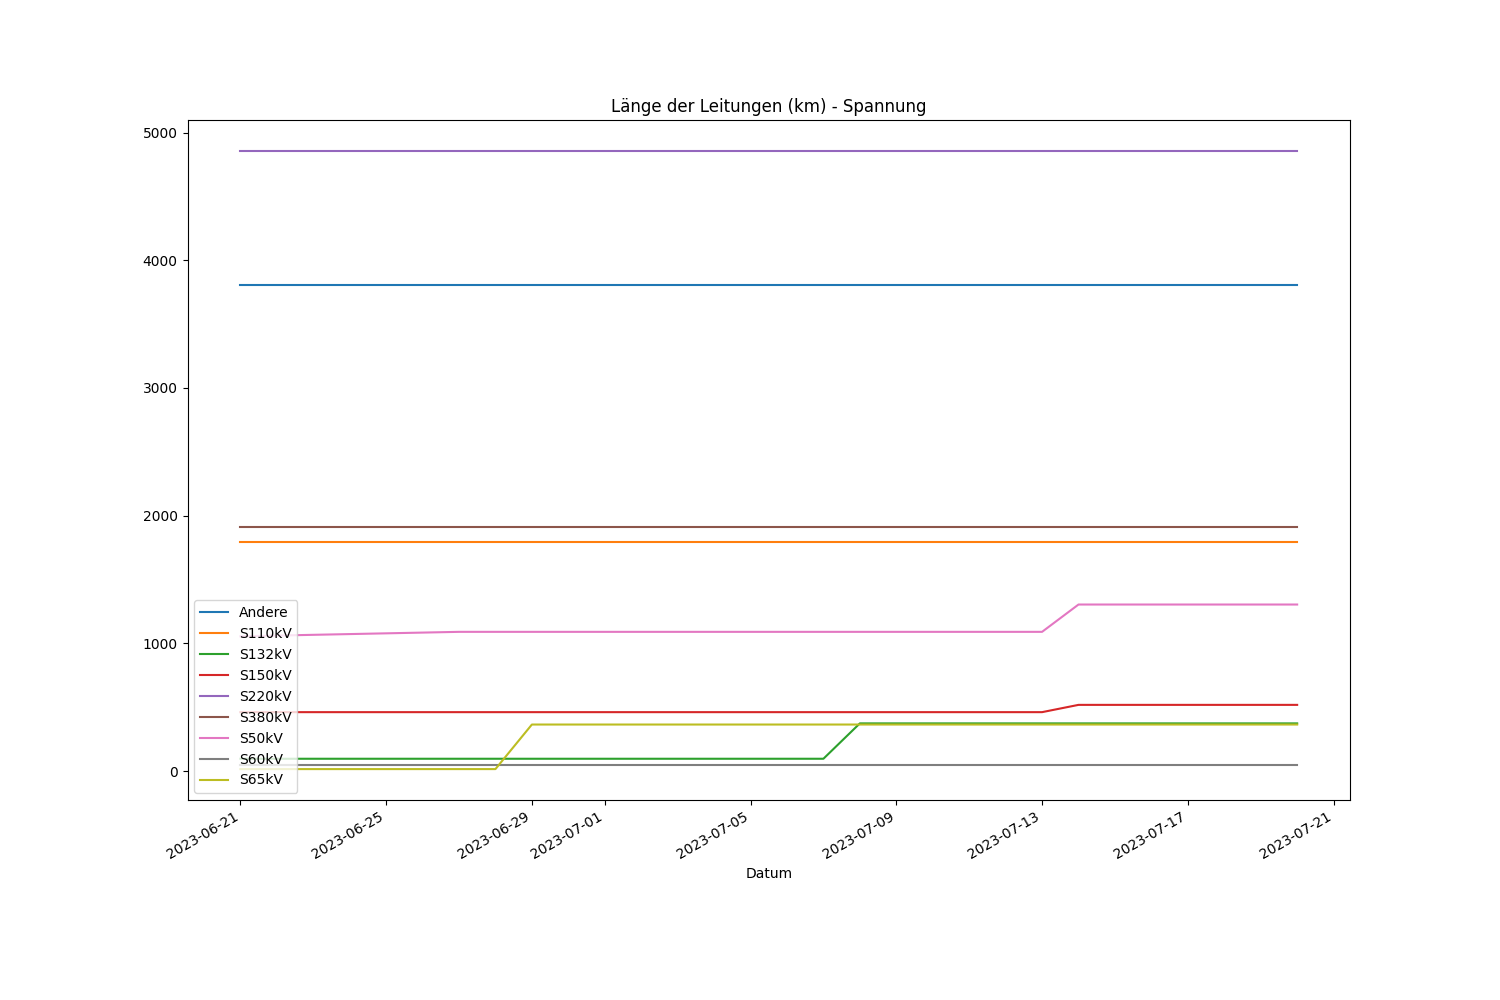 Länge der Leitungen (km) - Spannung
5000
4000
3000
2000
1000
0
Andere
S110kV
S132kV
S150kV
S220kV
S380kV
S50kV
S60kV
S65kV
2023-06-21
2023-06-25
2023-06-29
2023-07-01
2023-07-05
2023-07-09
2023-07-13
2023-07-17
2023-07-21
Datum